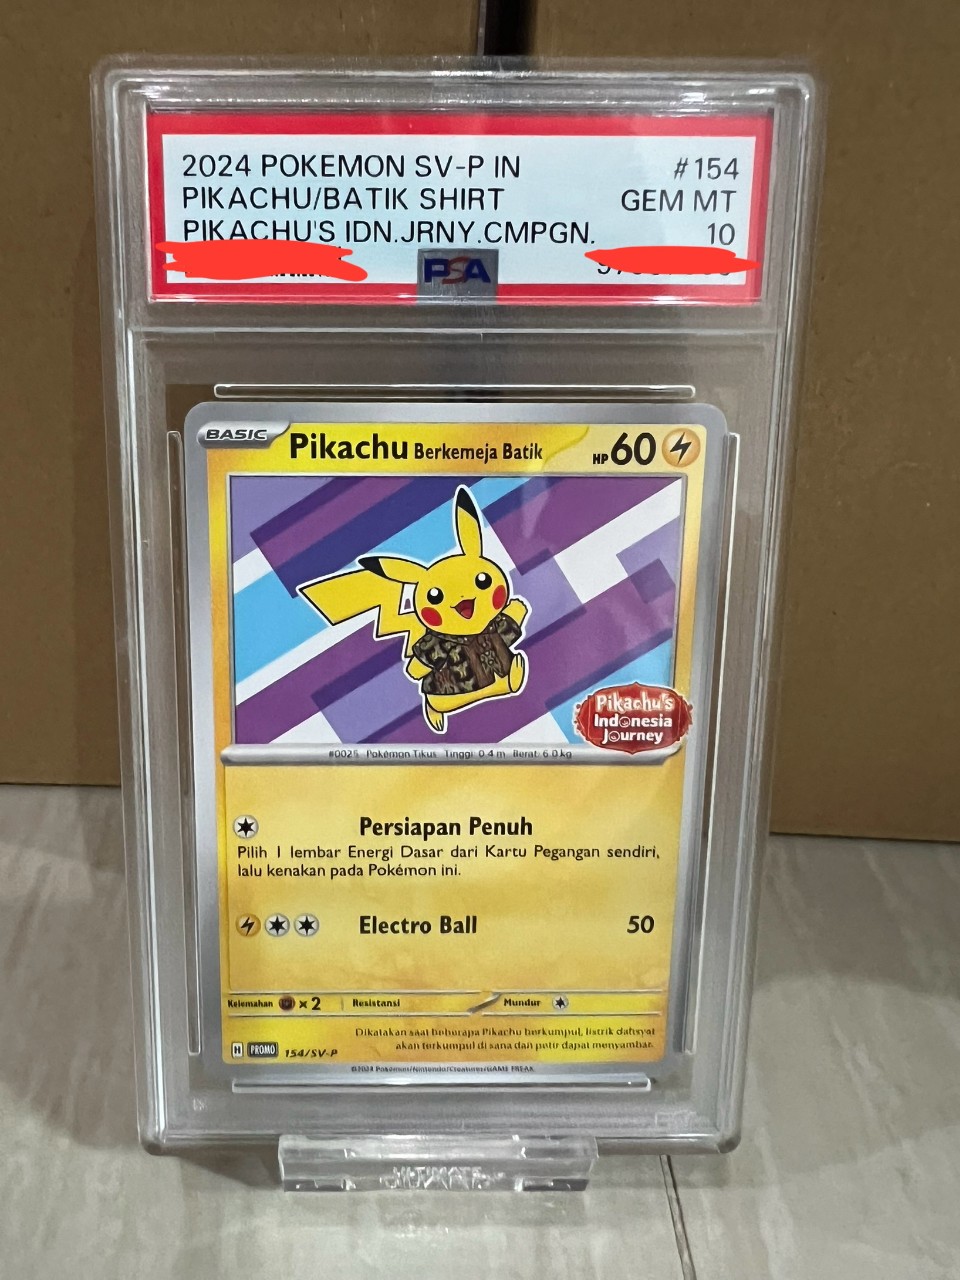 2024 POKEMON SV-P IN #154
PIKACHU/BATIK SHIRT GEM MT
PIKACHU'S IDN.JRNY.CMPGN. 10
PSA
BASIC Pikachu Berkemeja Batik HP 60
Pikachu's
Indonesia
Journey
#0025 Pokémon Tikus Tinggi: 0.4 m Berat: 6.0 kg
Persiapan Penuh
Pilih 1 lembar Energi Dasar dari Kartu Pegangan sendiri,
lalu kenakan pada Pokémon ini.
Electro Ball 50
Kelemahan ×2 Resistansi Mundur
Dikatakan saat beberapa Pikachu berkumpul, listrik dahsyat
akan terkumpul di sana dan petir dapat menyambar.
H PROMO 154/SV-P
©2024 Pokémon/Nintendo/Creatures/GAME FREAK
ULTIMATE